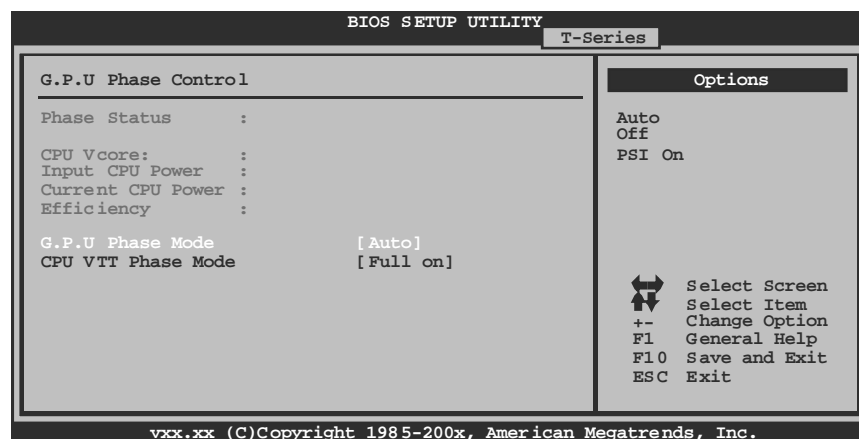 BIOS SETUP UTILITY
T-Series
G.P.U Phase Control
Phase Status :
CPU Vcore: :
Input CPU Power :
Current CPU Power :
Efficiency :
G.P.U Phase Mode [Auto]
CPU VTT Phase Mode [Full on]
Options
Auto
Off
PSI On
Select Screen
Select Item
+- Change Option
F1 General Help
F10 Save and Exit
ESC Exit
vxx.xx (C)Copyright 1985-200x, American Megatrends, Inc.